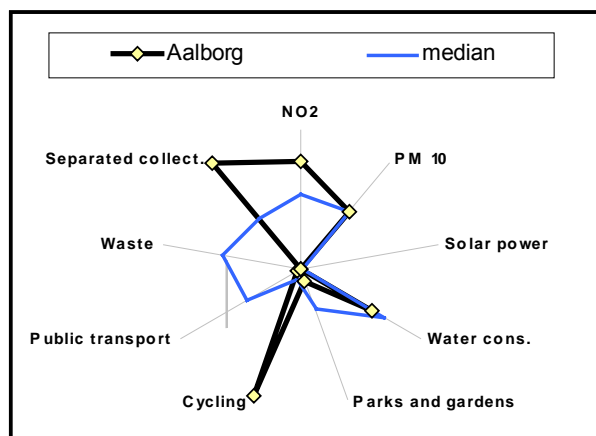 Aalborg median
NO2
Separated collect. PM 10
Waste Solar power
Public transport Water cons.
Cycling Parks and gardens